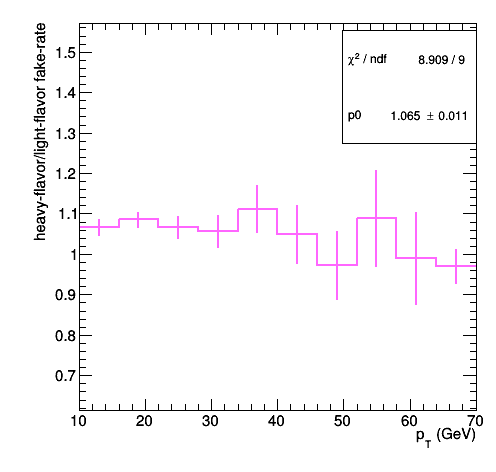 heavy-flavor/light-flavor fake-rate
χ² / ndf 8.909 / 9
p0 1.065 ± 0.011
1.5
1.4
1.3
1.2
1.1
1
0.9
0.8
0.7
10 20 30 40 50 60 70
p_T (GeV)